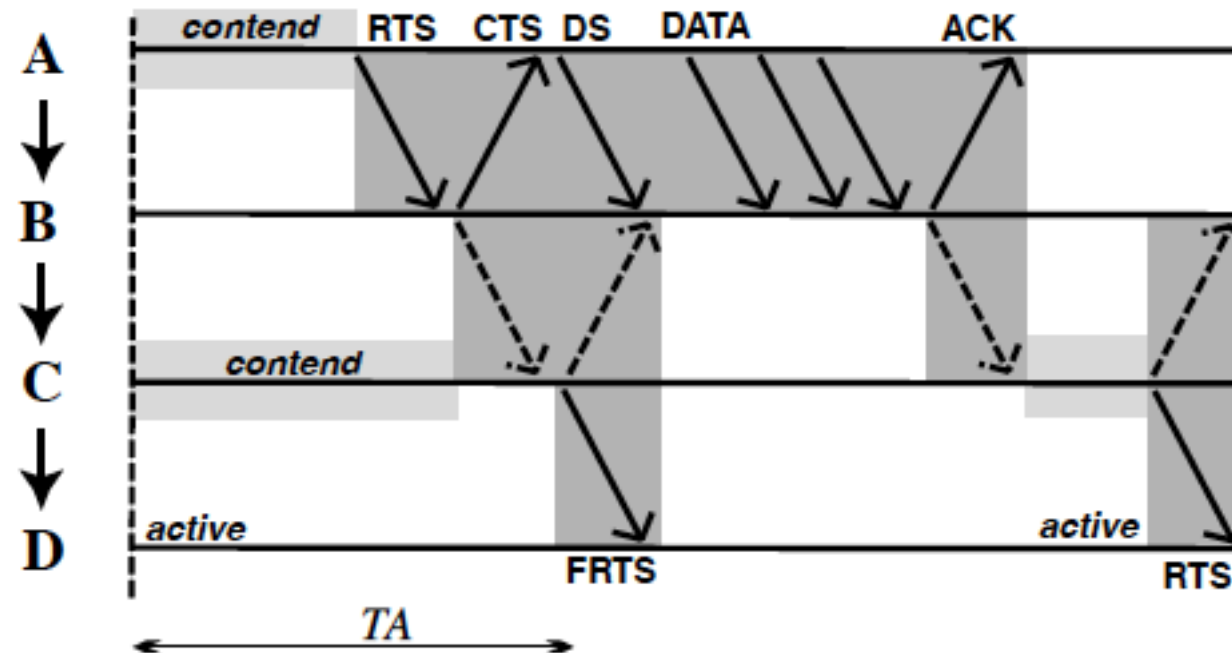 contend RTS CTS DS DATA ACK
A
B
contend
C
active active
D
FRTS RTS
TA